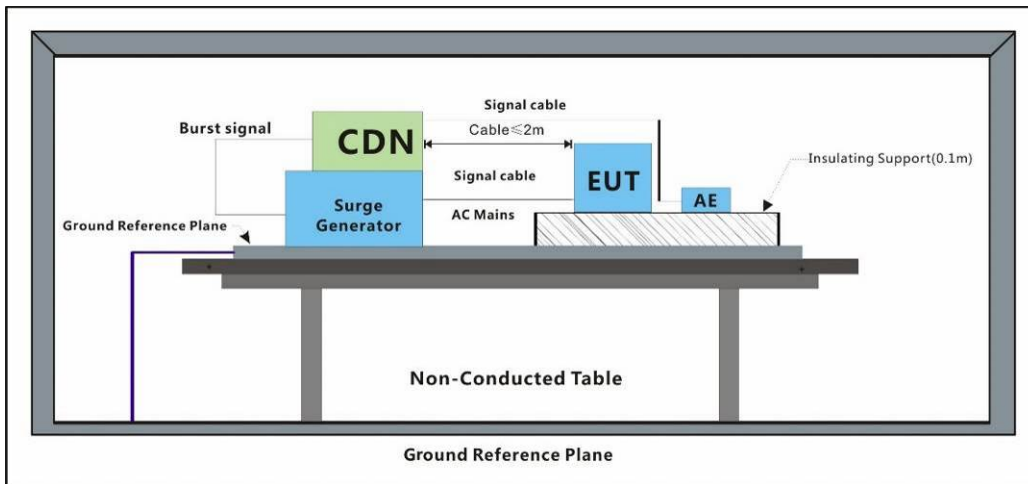 Signal cable
Burst signal
CDN
Cable≤2m
Insulating Support(0.1m)
EUT
Signal cable
AE
Surge
Generator
AC Mains
Ground Reference Plane
Non-Conducted Table
Ground Reference Plane